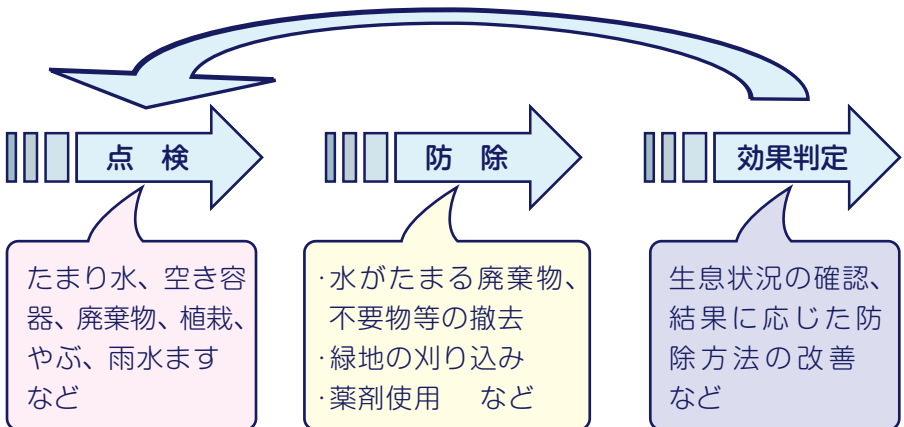 点 検
たまり水、空き容
器、廃棄物、植栽、
やぶ、雨水ます
など
防 除
・水がたまる廃棄物、
不要物等の撤去
・緑地の刈り込み
・薬剤使用 など
効果判定
生息状況の確認、
結果に応じた防
除方法の改善
など